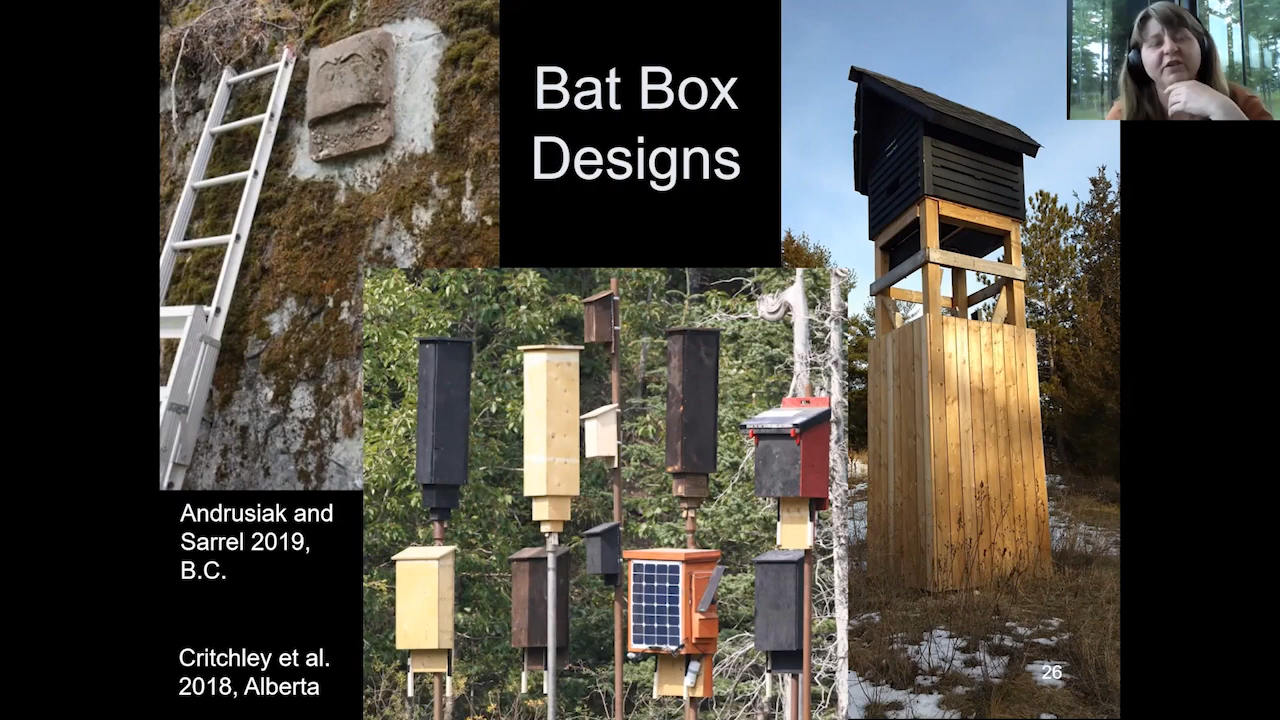 Bat Box
Designs
Andrusiak and
Sarrel 2019,
B.C.
Critchley et al.
2018, Alberta
26